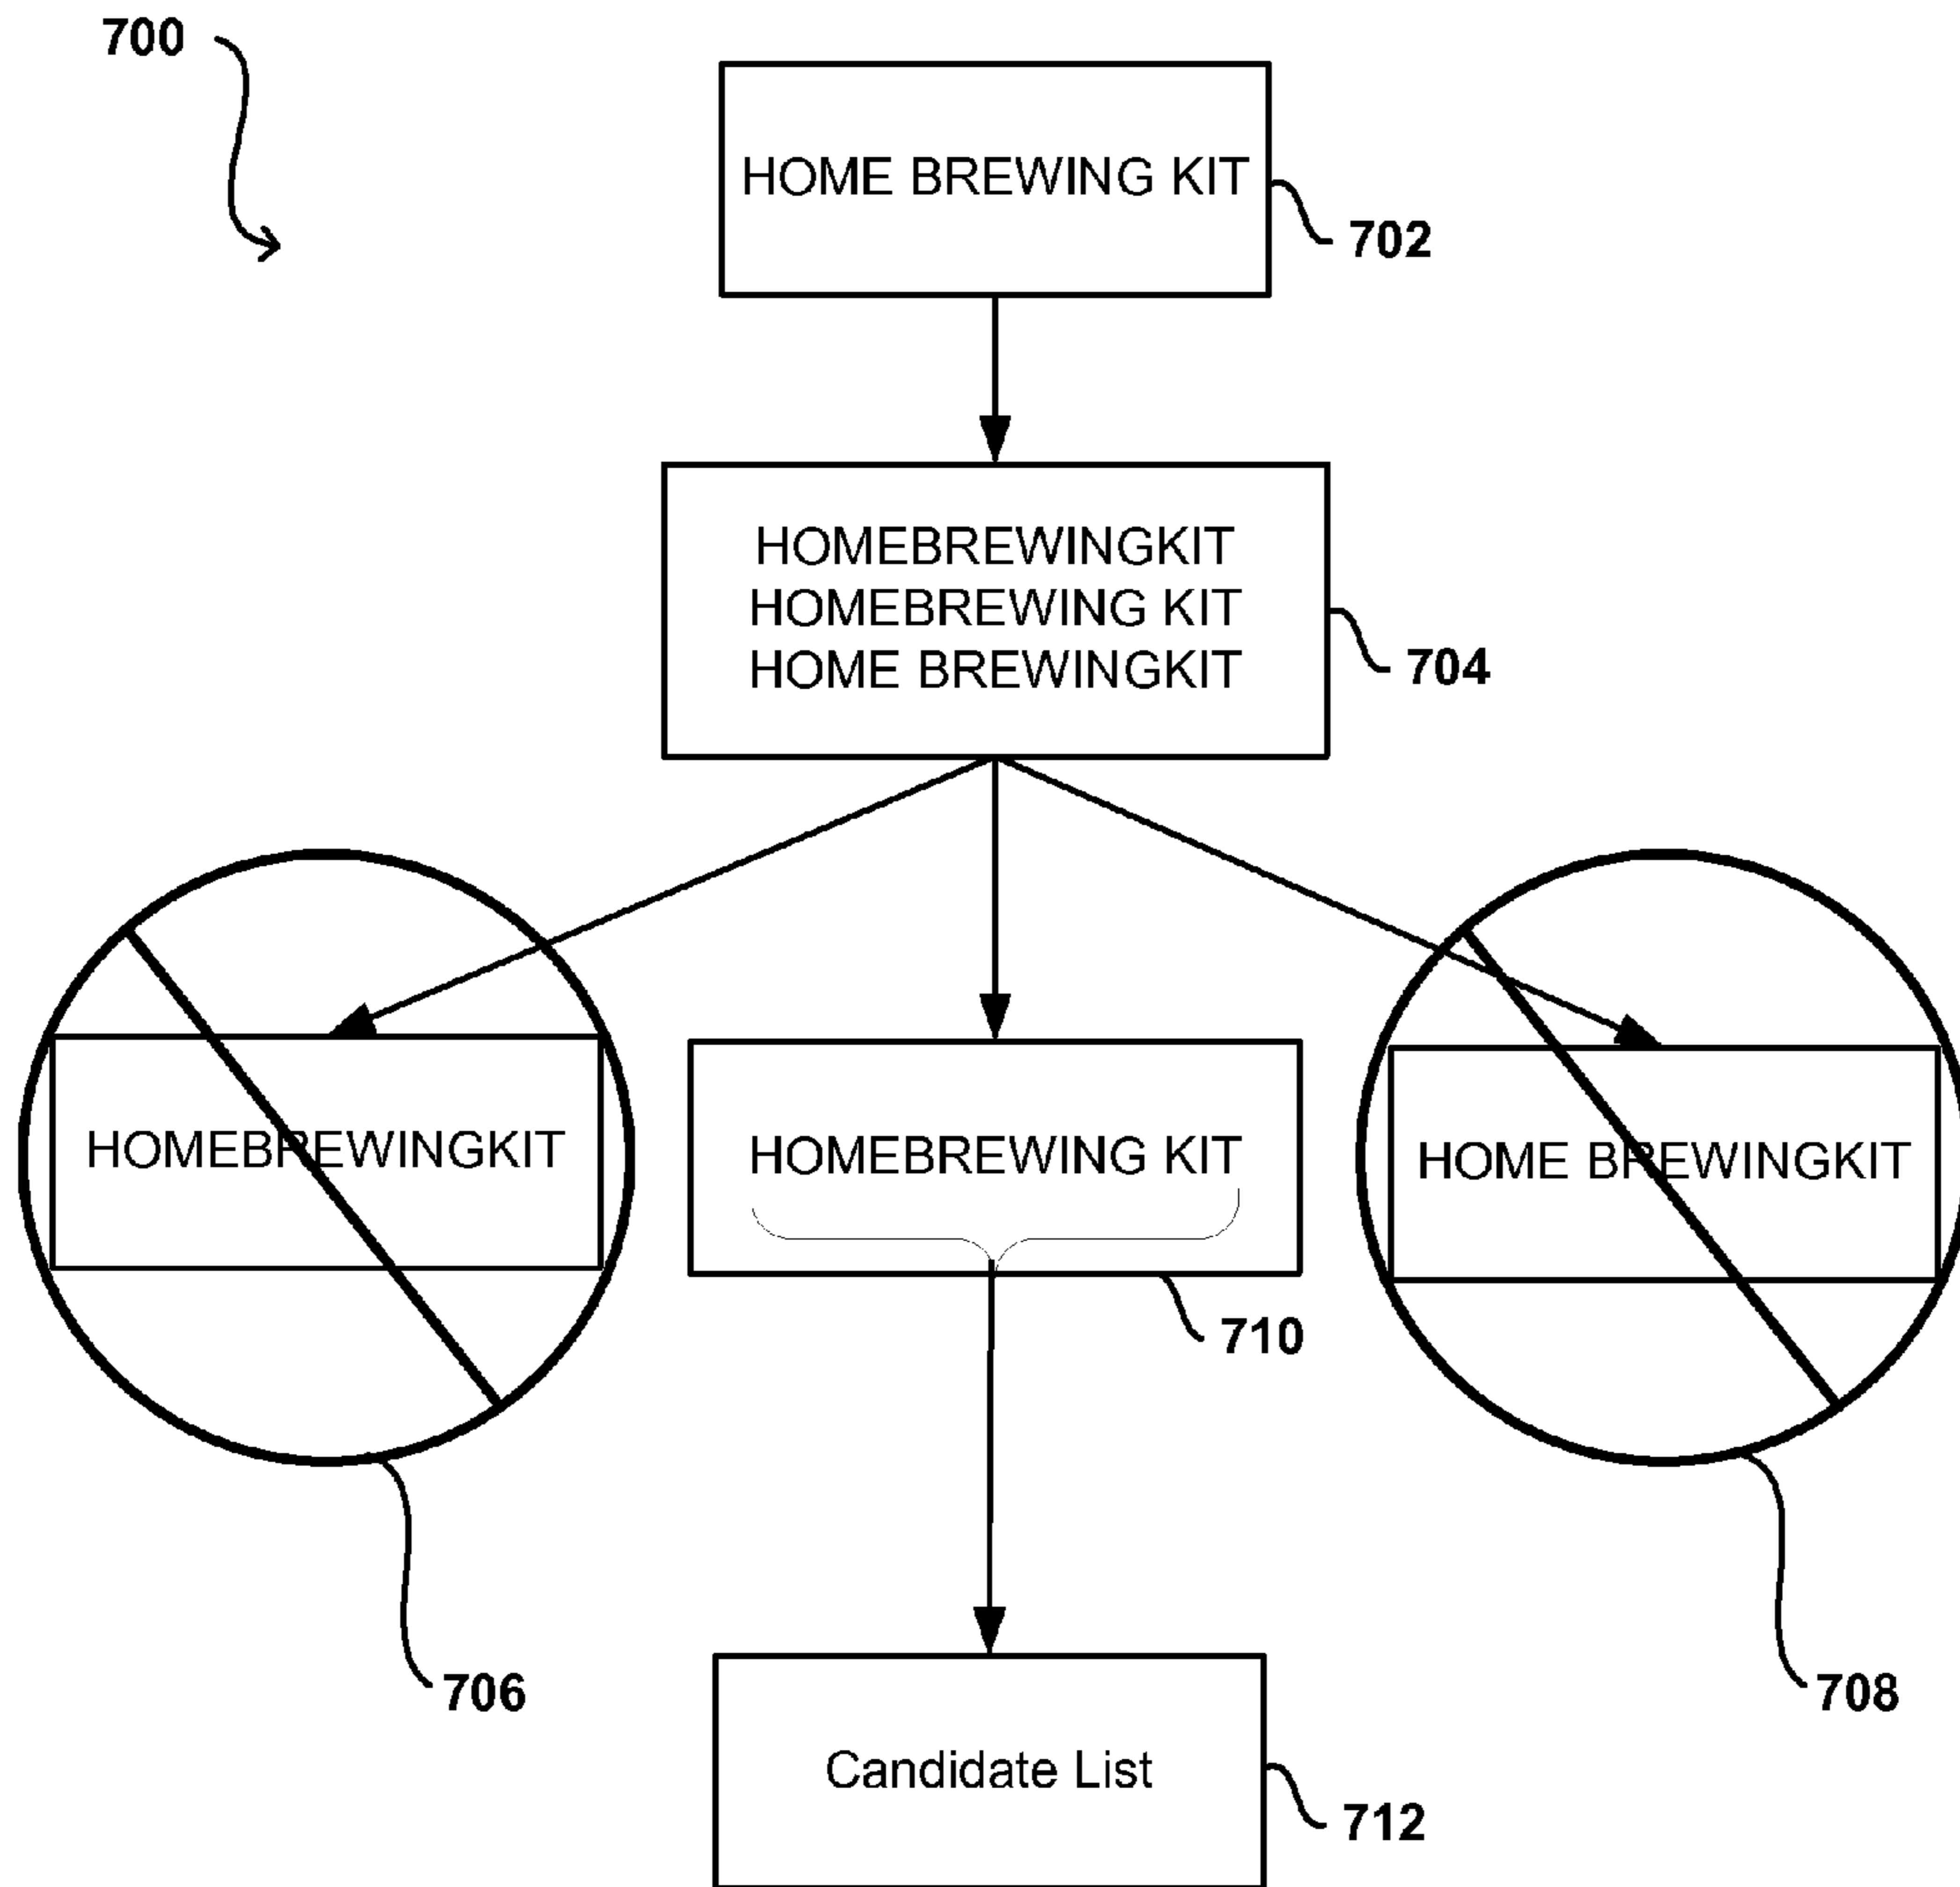 700
HOME BREWING KIT
702
HOMEBREWINGKIT
HOMEBREWING KIT
HOME BREWINGKIT
704
HOMEBREWINGKIT
HOMEBREWING KIT
HOME BREWINGKIT
710
706
708
Candidate List
712